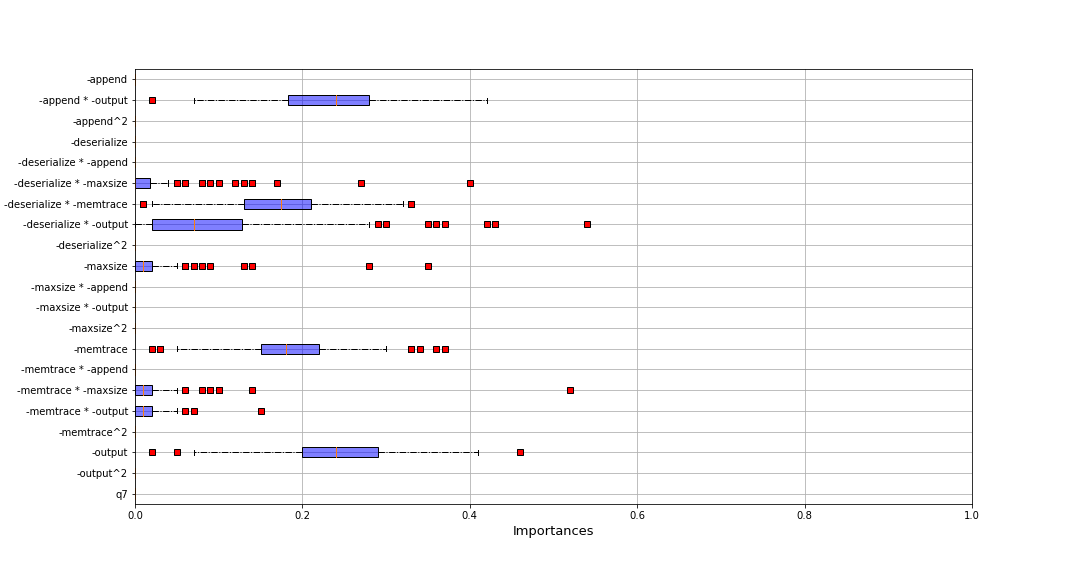 -append
-append * -output
-append^2
-deserialize
-deserialize * -append
-deserialize * -maxsize
-deserialize * -memtrace
-deserialize * -output
-deserialize^2
-maxsize
-maxsize * -append
-maxsize * -output
-maxsize^2
-memtrace
-memtrace * -append
-memtrace * -maxsize
-memtrace * -output
-memtrace^2
-output
-output^2
q7
0.0 0.2 0.4 0.6 0.8 1.0
Importances